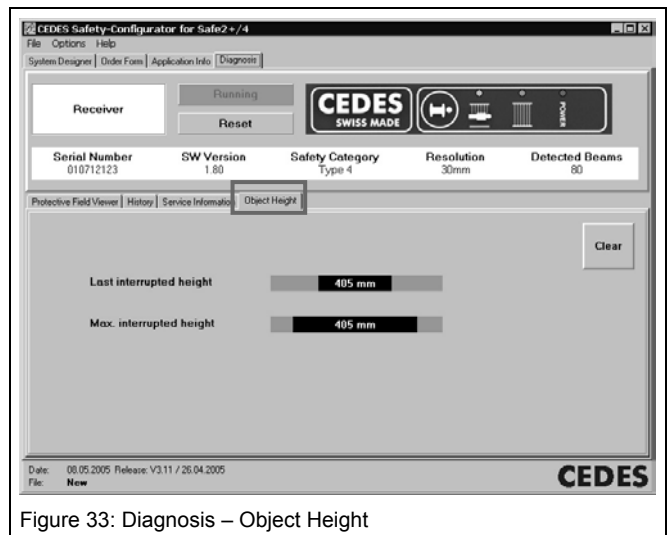 CEDES Safety-Configurator for Safe2+/4
File Options Help
System Designer Order Form Application Info Diagnosis
Receiver
Running
Reset
CEDES
SWISS MADE
POWER
Serial Number SW Version Safety Category Resolution Detected Beams
010712123 1.80 Type 4 30mm 80
Protective Field Viewer History Service Information Object Height
Clear
Last interrupted height 405 mm
Max. interrupted height 405 mm
Date: 08.05.2005 Release: V3.11 / 26.04.2005
File: New
CEDES
Figure 33: Diagnosis – Object Height